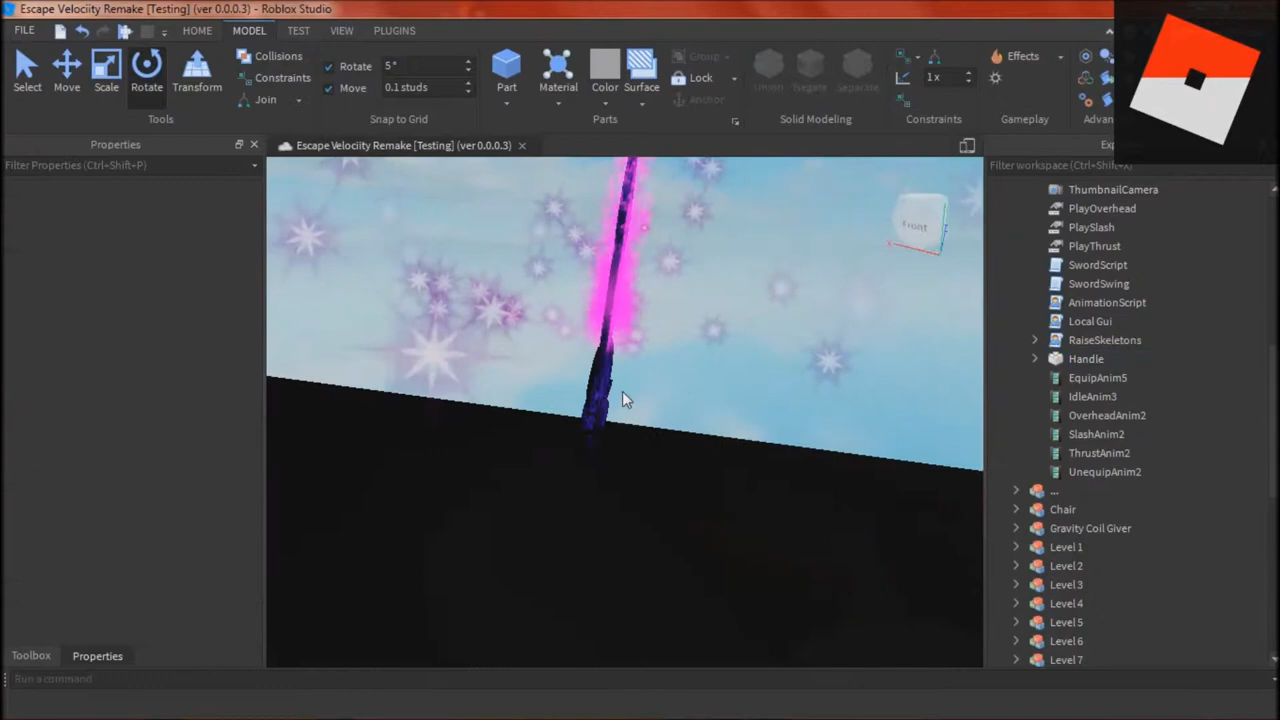 Escape Velociity Remake [Testing] (ver 0.0.0.3) - Roblox Studio
FILE HOME MODEL TEST VIEW PLUGINS
Select Move Scale Rotate Transform
Tools
Collisions
Constraints
Join
Rotate 5°
Move 0.1 studs
Snap to Grid
Part Material Color Surface
Group
Lock
Anchor
Parts
Union Negate Separate
Solid Modeling
1x
Constraints
Effects
Gameplay
Advan
Properties
Filter Properties (Ctrl+Shift+P)
Escape Velocity Remake [Testing] (ver 0.0.0.3)
Front
Exp
Filter workspace (Ctrl+Shift+X)
ThumbnailCamera
PlayOverhead
PlaySlash
PlayThrust
SwordScript
SwordSwing
AnimationScript
Local Gui
RaiseSkeletons
Handle
EquipAnim5
IdleAnim3
OverheadAnim2
SlashAnim2
ThrustAnim2
UnequipAnim2
...
Chair
Gravity Coil Giver
Level 1
Level 2
Level 3
Level 4
Level 5
Level 6
Level 7
Toolbox Properties
Run a command